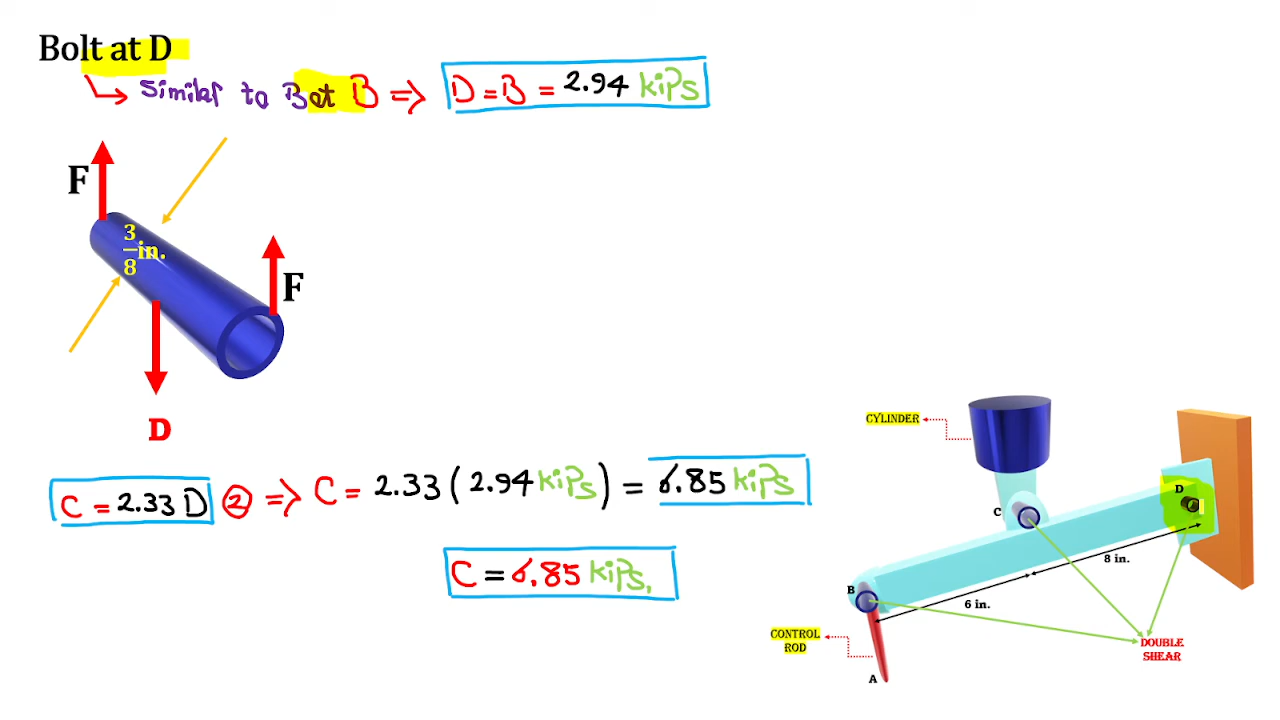 Bolt at D
Similar to Bat B => D = B = 2.94 kips
F
3/8 in.
F
D
C = 2.33 D ② => C = 2.33 (2.94 kips) = 6.85 kips
C = 6.85 kips,
CYLINDER
D
C
8 in.
B
6 in.
CONTROL
ROD
DOUBLE
SHEAR
A